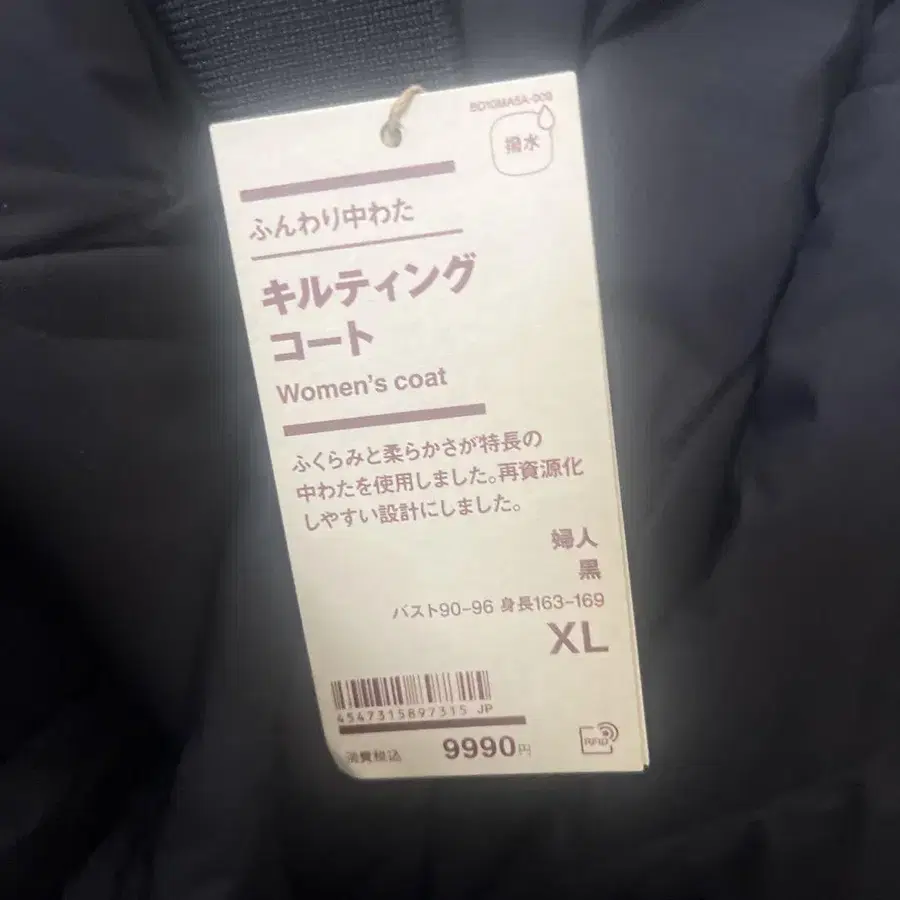 撥水
ふんわり中わた
キルティング
コート
Women's coat
ふくらみと柔らかさが特長の
中わたを使用しました。再資源化
しやすい設計にしました。
婦人
黒
バスト90-96 身長163-169
XL
4547315897315 JP
消費税込 9990円
RFID